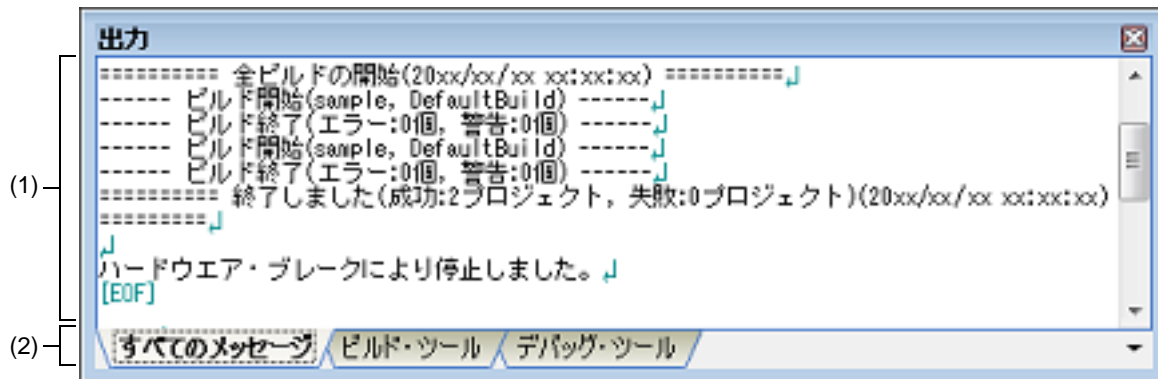 出力
========== 全ビルドの開始(20xx/xx/xx xx:xx:xx) ==========↲
------ ビルド開始(sample, DefaultBuild) ------↲
------ ビルド終了(エラー:0個, 警告:0個) ------↲
------ ビルド開始(sample, DefaultBuild) ------↲
------ ビルド終了(エラー:0個, 警告:0個) ------↲
========== 終了しました(成功:2プロジェクト, 失敗:0プロジェクト)(20xx/xx/xx xx:xx:xx)
=========↲
↲
ハードウエア・ブレークにより停止しました。↲
[EOF]
(1)
(2)
すべてのメッセージ ビルド・ツール デバッグ・ツール